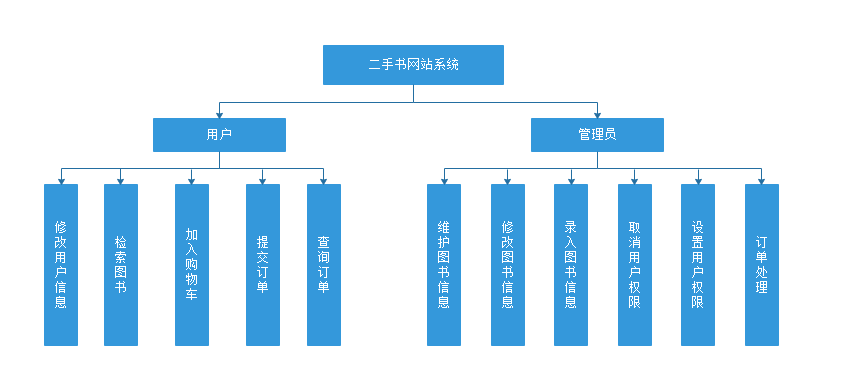 二手书网站系统
用户
管理员
修改用户信息
检索图书
加入购物车
提交订单
查询订单
维护图书信息
修改图书信息
录入图书信息
取消用户权限
设置用户权限
订单处理